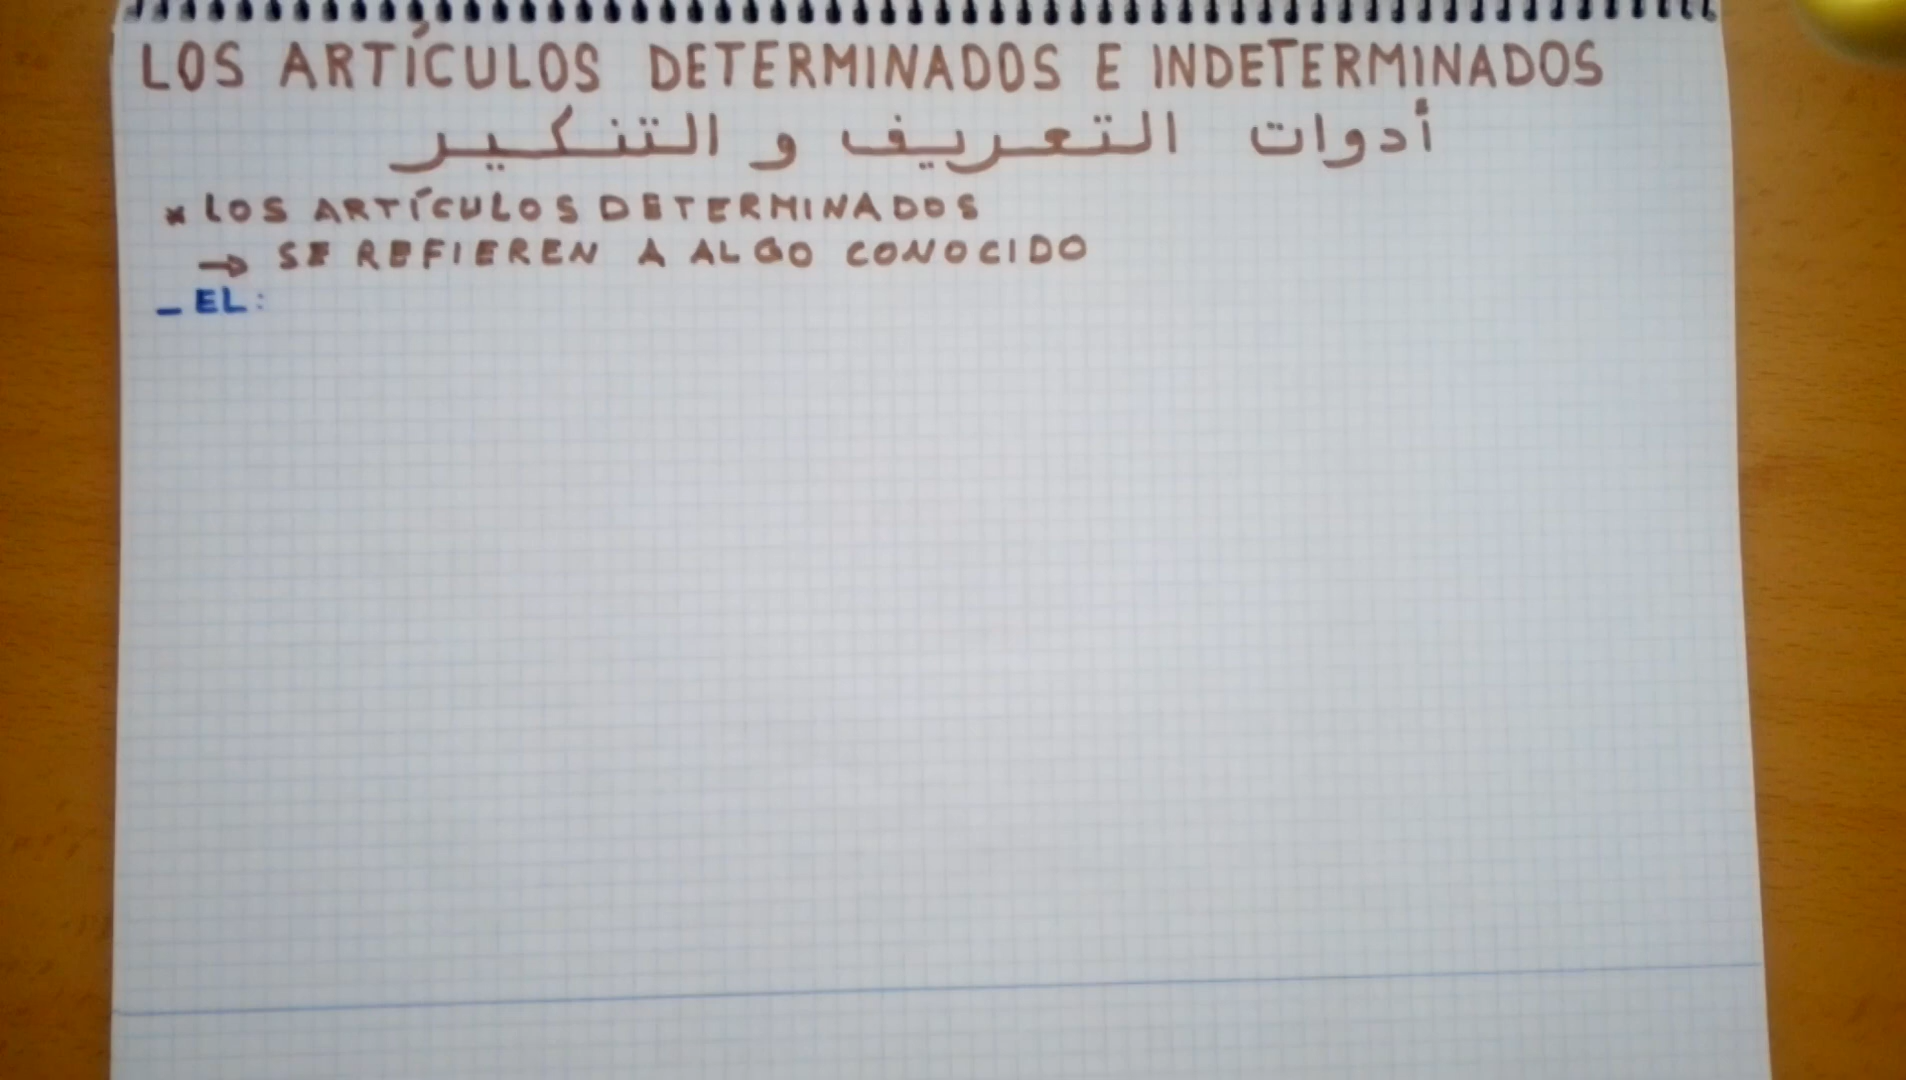 LOS ARTÍCULOS DETERMINADOS E INDETERMINADOS
أدوات التعريف و التنكير
* LOS ARTÍCULOS DETERMINADOS
→ SE REFIEREN A ALGO CONOCIDO
- EL: